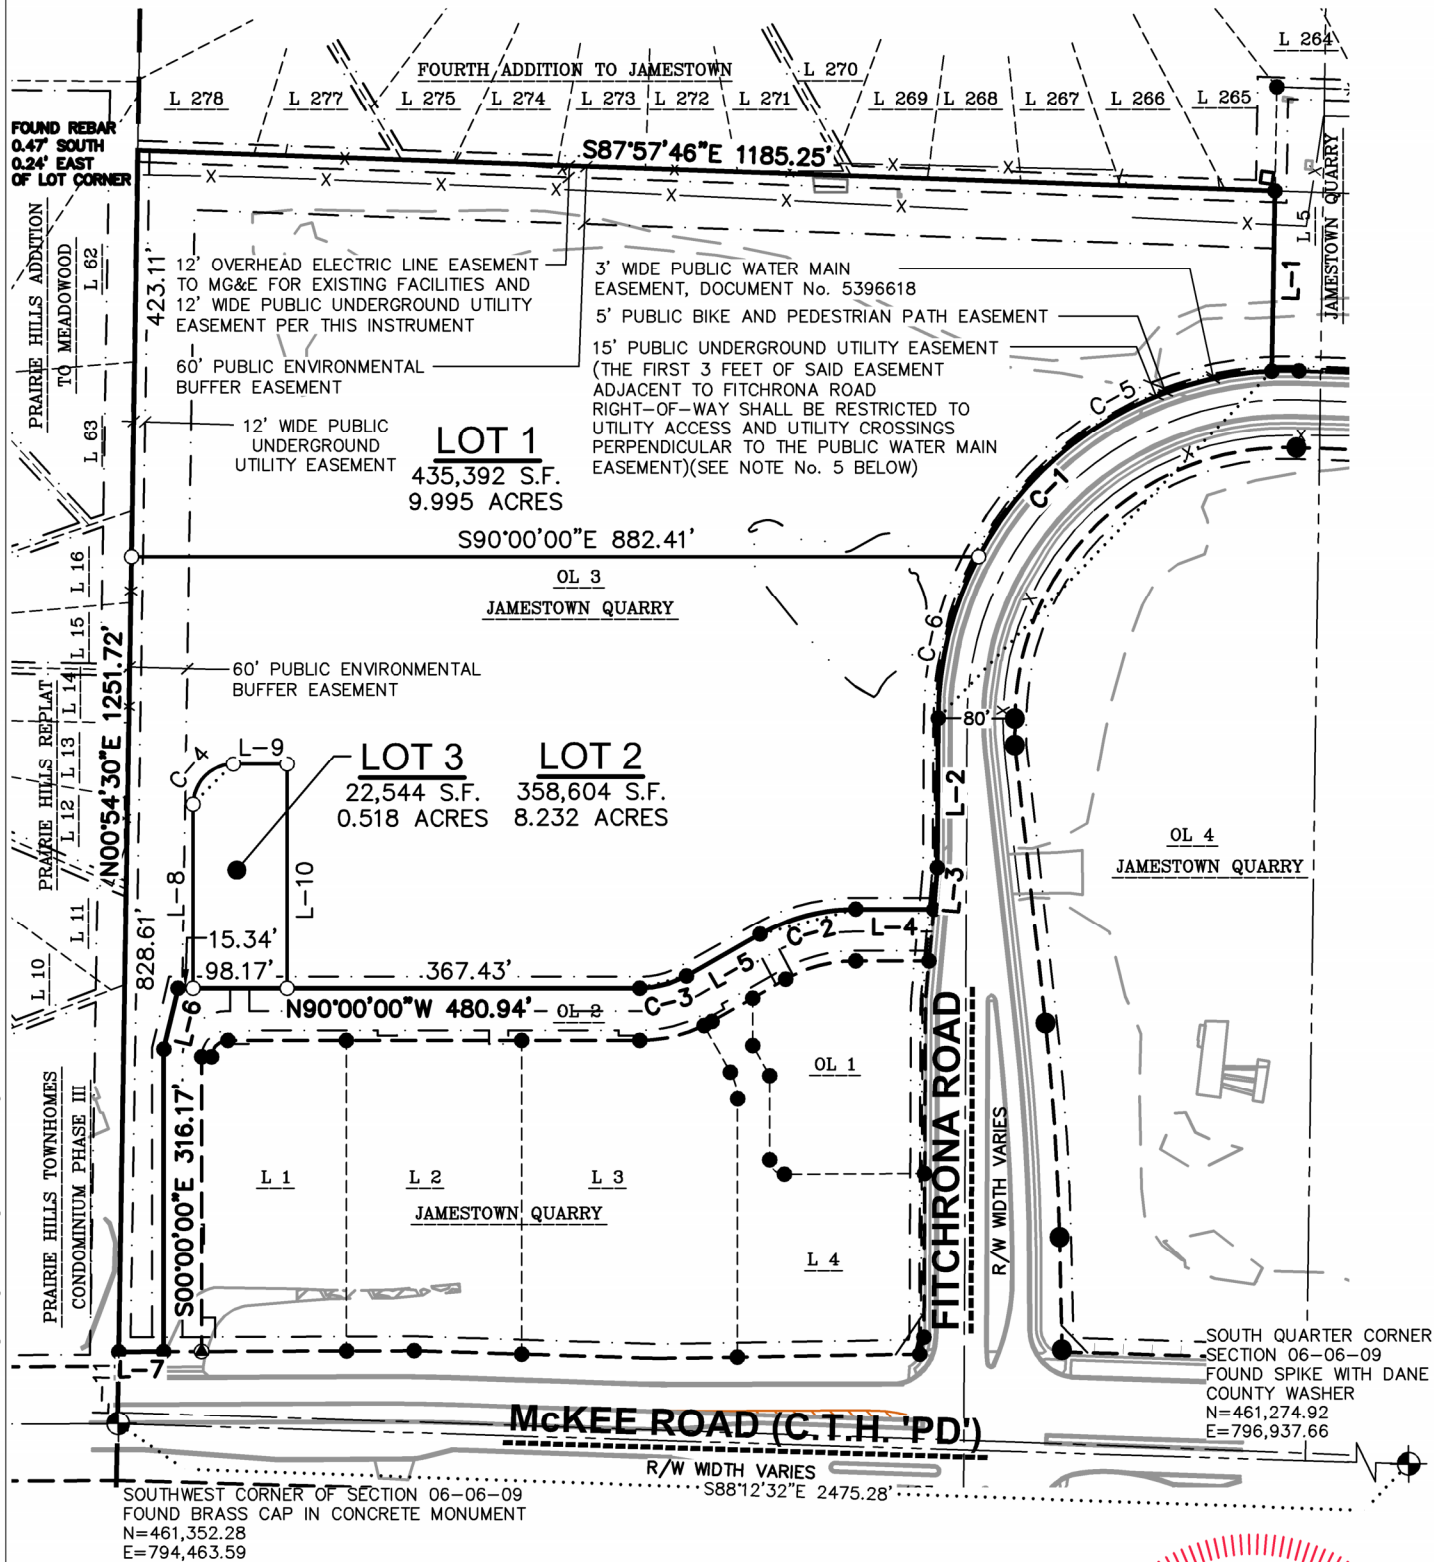 L 264
FOURTH ADDITION TO JAMESTOWN
L 270
L 278
L 277
L 275
L 274
L 273
L 272
L 271
L 269
L 268
L 267
L 266
L 265
FOUND REBAR
0.47' SOUTH
0.24' EAST
OF LOT CORNER
S87°57'46"E 1185.25'
JAMESTOWN QUARRY
L 5
L-1
PRAIRIE HILLS ADDITION
TO MEADOWOOD
L 62
L 63
423.11'
12' OVERHEAD ELECTRIC LINE EASEMENT
TO MG&E FOR EXISTING FACILITIES AND
12' WIDE PUBLIC UNDERGROUND UTILITY
EASEMENT PER THIS INSTRUMENT
60' PUBLIC ENVIRONMENTAL
BUFFER EASEMENT
12' WIDE PUBLIC
UNDERGROUND
UTILITY EASEMENT
3' WIDE PUBLIC WATER MAIN
EASEMENT, DOCUMENT No. 5396618
5' PUBLIC BIKE AND PEDESTRIAN PATH EASEMENT
15' PUBLIC UNDERGROUND UTILITY EASEMENT
(THE FIRST 3 FEET OF SAID EASEMENT
ADJACENT TO FITCHRONA ROAD
RIGHT-OF-WAY SHALL BE RESTRICTED TO
UTILITY ACCESS AND UTILITY CROSSINGS
PERPENDICULAR TO THE PUBLIC WATER MAIN
EASEMENT)(SEE NOTE No. 5 BELOW)
LOT 1
435,392 S.F.
9.995 ACRES
C-5
C-1
S90°00'00"E 882.41'
OL 3
JAMESTOWN QUARRY
C-6
L 16
L 15
L 14
L 13
L 12
L 11
L 10
PRAIRIE HILLS REPLAT
N00°54'30"E 1251.72'
60' PUBLIC ENVIRONMENTAL
BUFFER EASEMENT
80'
C-4
L-9
LOT 3
22,544 S.F.
0.518 ACRES
LOT 2
358,604 S.F.
8.232 ACRES
L-2
OL 4
JAMESTOWN QUARRY
L-8
L-10
L-3
828.61'
15.34'
98.17'
367.43'
C-2
L-4
L-5
C-3
L-6
N90°00'00"W 480.94'
OL 2
OL 1
PRAIRIE HILLS TOWNHOMES
CONDOMINIUM PHASE III
S00°00'00"E 316.17'
L 1
L 2
L 3
JAMESTOWN QUARRY
L 4
FITCHRONA ROAD
R/W WIDTH VARIES
L-7
L-11
SOUTH QUARTER CORNER
SECTION 06-06-09
FOUND SPIKE WITH DANE
COUNTY WASHER
N=461,274.92
E=796,937.66
McKEE ROAD (C.T.H. 'PD')
R/W WIDTH VARIES
S88°12'32"E 2475.28'
SOUTHWEST CORNER OF SECTION 06-06-09
FOUND BRASS CAP IN CONCRETE MONUMENT
N=461,352.28
E=794,463.59